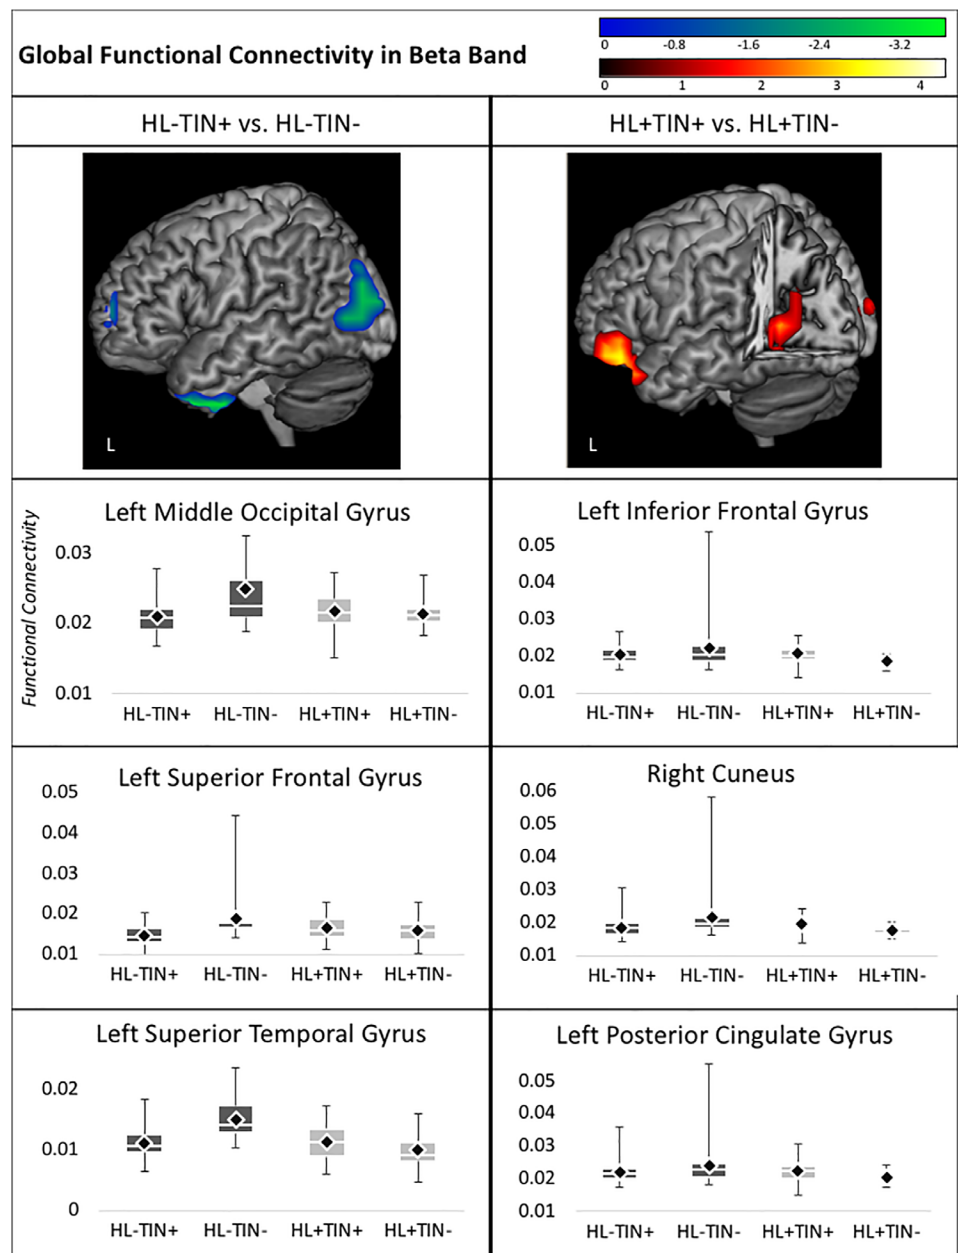 Global Functional Connectivity in Beta Band
0 -0.8 -1.6 -2.4 -3.2
0 1 2 3 4
HL-TIN+ vs. HL-TIN-
HL+TIN+ vs. HL+TIN-
L
L
Functional Connectivity
Left Middle Occipital Gyrus
0.03
0.02
0.01
HL-TIN+ HL-TIN- HL+TIN+ HL+TIN-
Left Inferior Frontal Gyrus
0.05
0.04
0.03
0.02
0.01
HL-TIN+ HL-TIN- HL+TIN+ HL+TIN-
Left Superior Frontal Gyrus
0.05
0.04
0.03
0.02
0.01
HL-TIN+ HL-TIN- HL+TIN+ HL+TIN-
Right Cuneus
0.06
0.05
0.04
0.03
0.02
0.01
HL-TIN+ HL-TIN- HL+TIN+ HL+TIN-
Left Superior Temporal Gyrus
0.02
0.01
0
HL-TIN+ HL-TIN- HL+TIN+ HL+TIN-
Left Posterior Cingulate Gyrus
0.05
0.04
0.03
0.02
0.01
HL-TIN+ HL-TIN- HL+TIN+ HL+TIN-